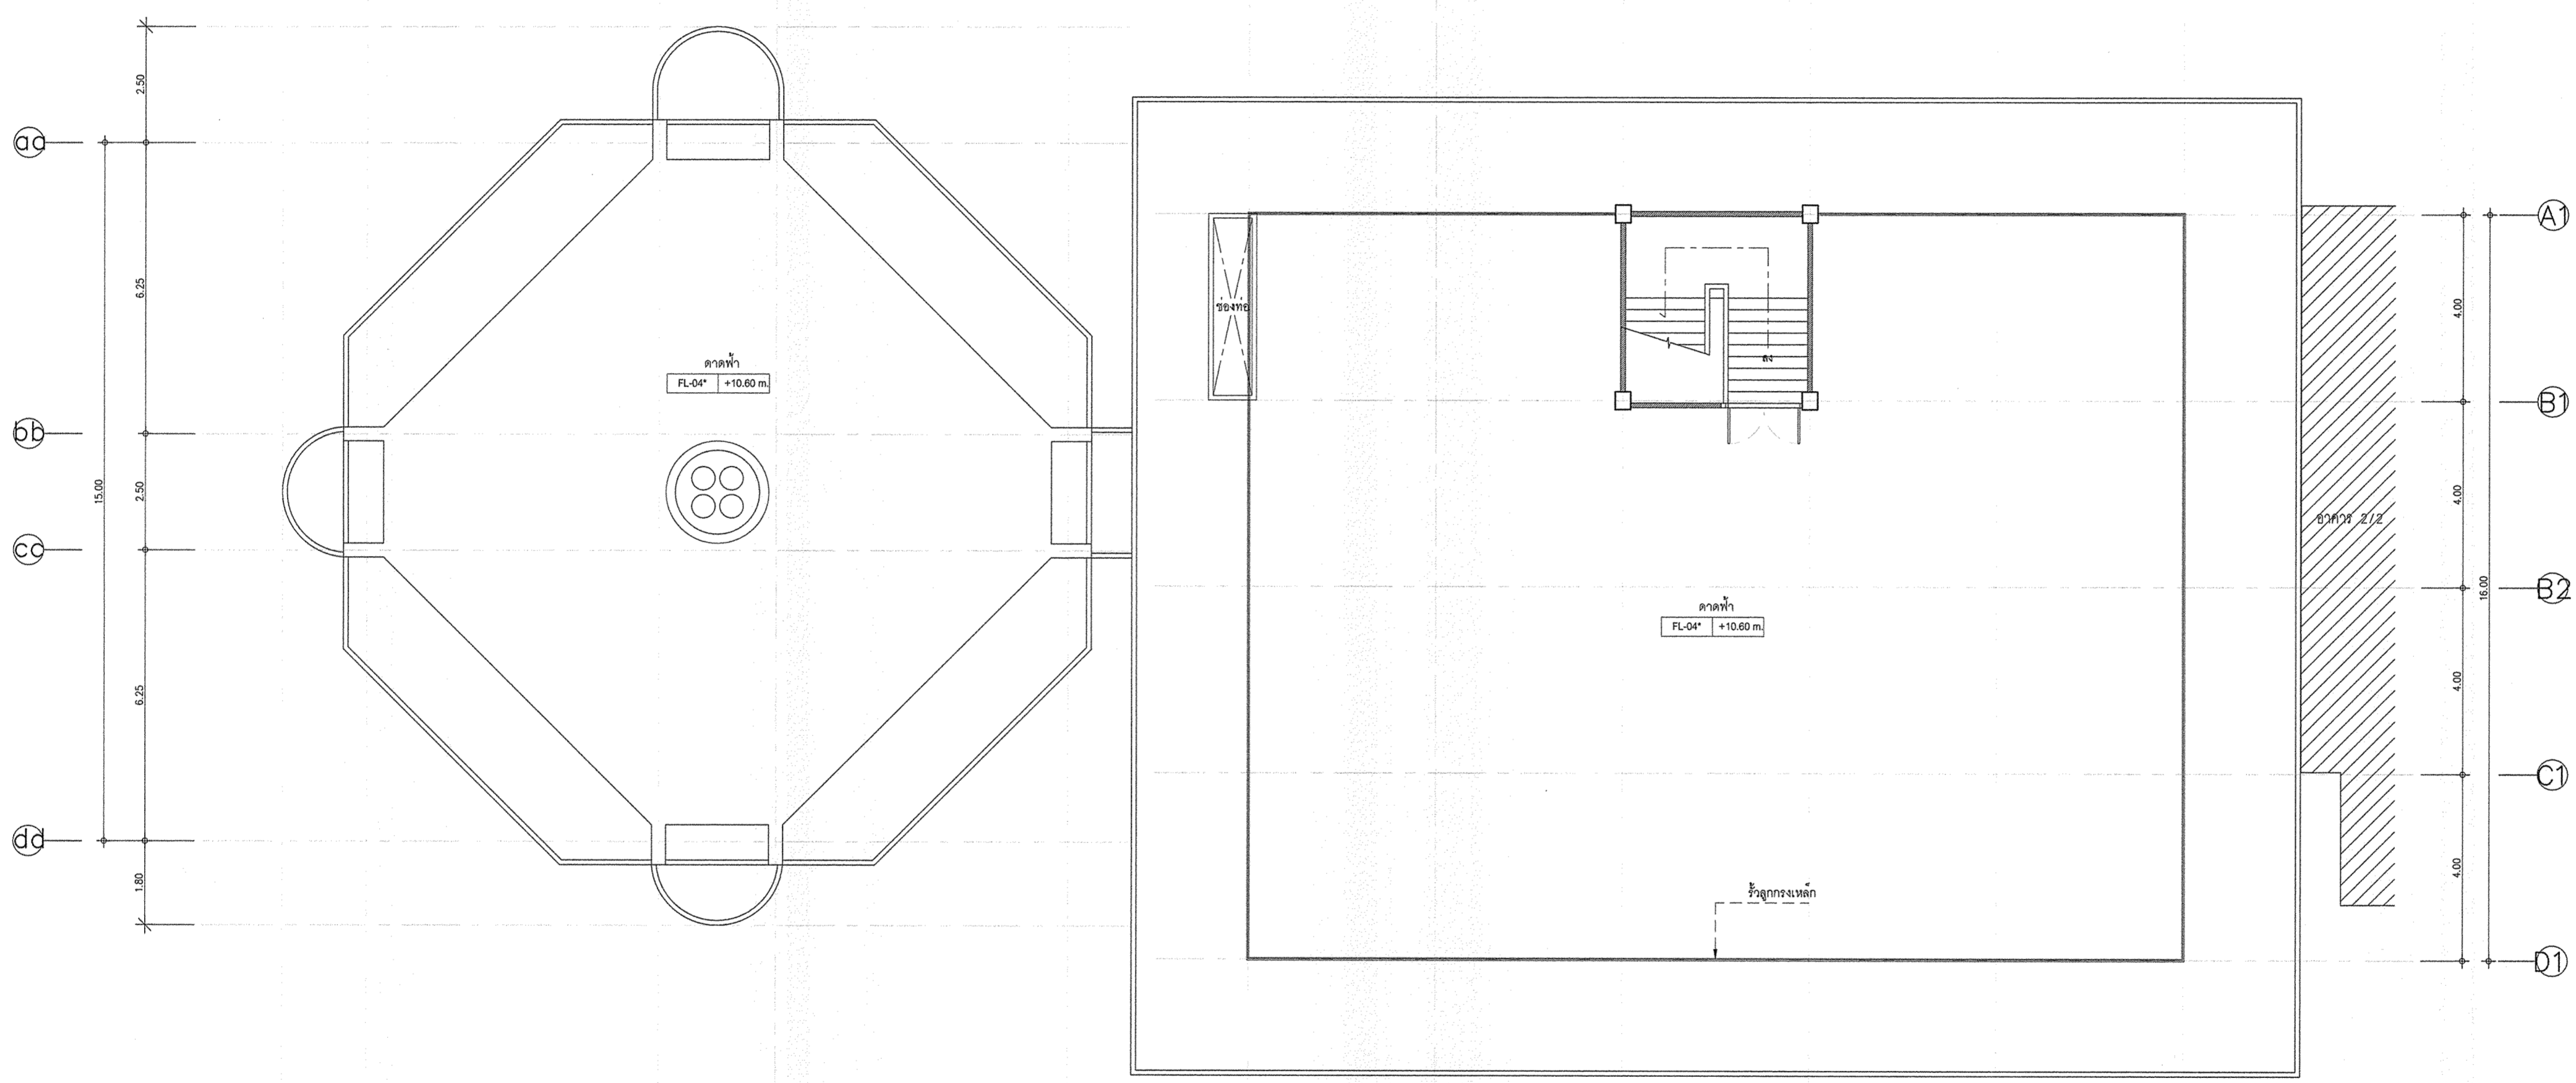 2.50
aa
A1
6.25
4.00
ช่องท่อ
ลง
ดาดฟ้า
FL-04* +10.60 m.
B1
bb
15.00
2.50
4.00
อาคาร 2/2
cc
B2
16.00
ดาดฟ้า
FL-04* +10.60 m.
6.25
4.00
C1
dd
1.80
4.00
รั้วลูกกรงเหล็ก
D1